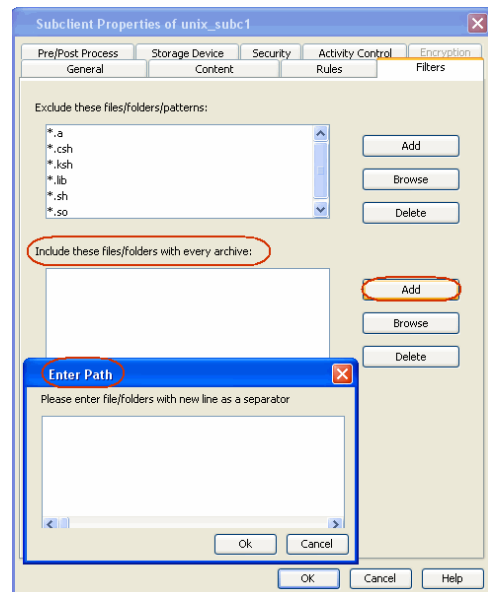 Subclient Properties of unix_subc1
Pre/Post Process Storage Device Security Activity Control Encryption
General Content Rules Filters
Exclude these files/folders/patterns:
*.a
*.csh
*.ksh
*.lib
*.sh
*.so
Add
Browse
Delete
Include these files/folders with every archive:
Add
Browse
Delete
Enter Path
Please enter file/folders with new line as a separator
Ok Cancel
OK Cancel Help